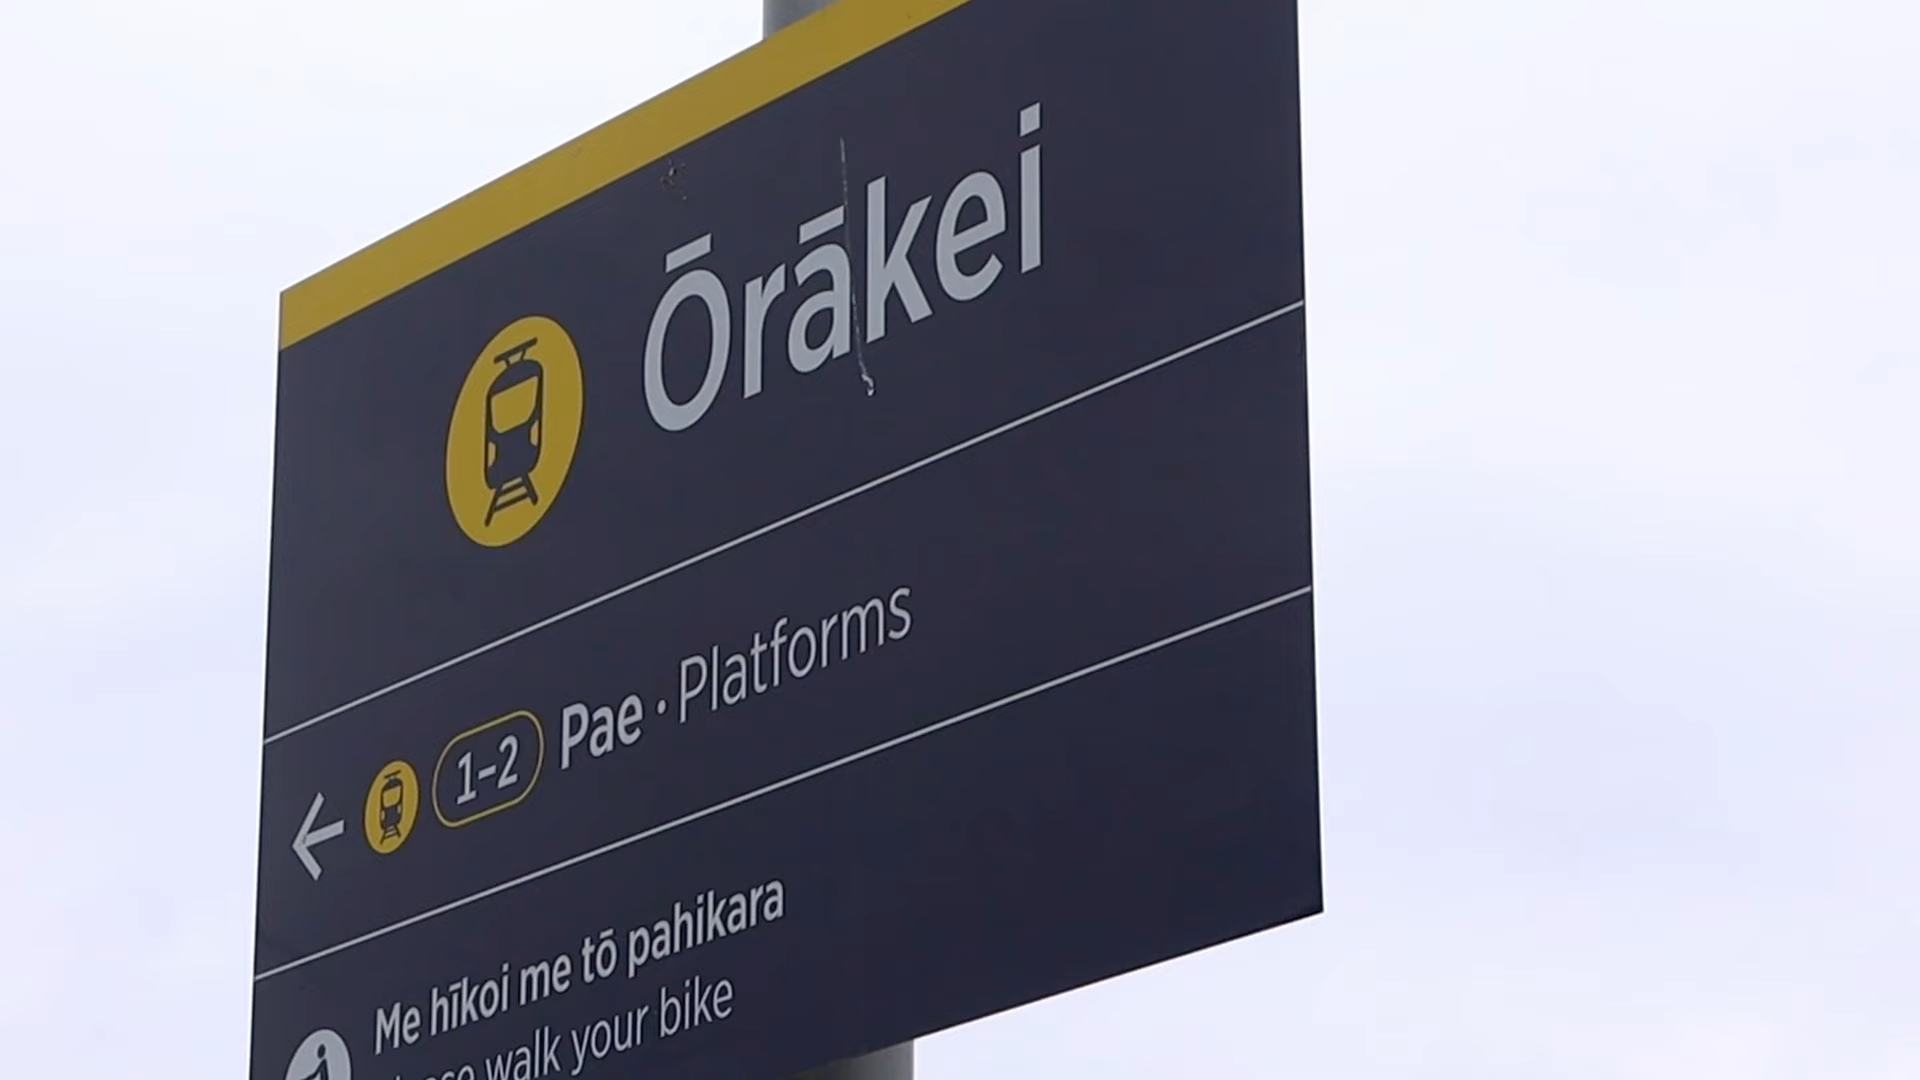 Ōrākei
1-2 Pae · Platforms
Me hīkoi me tō pahikara
walk your bike